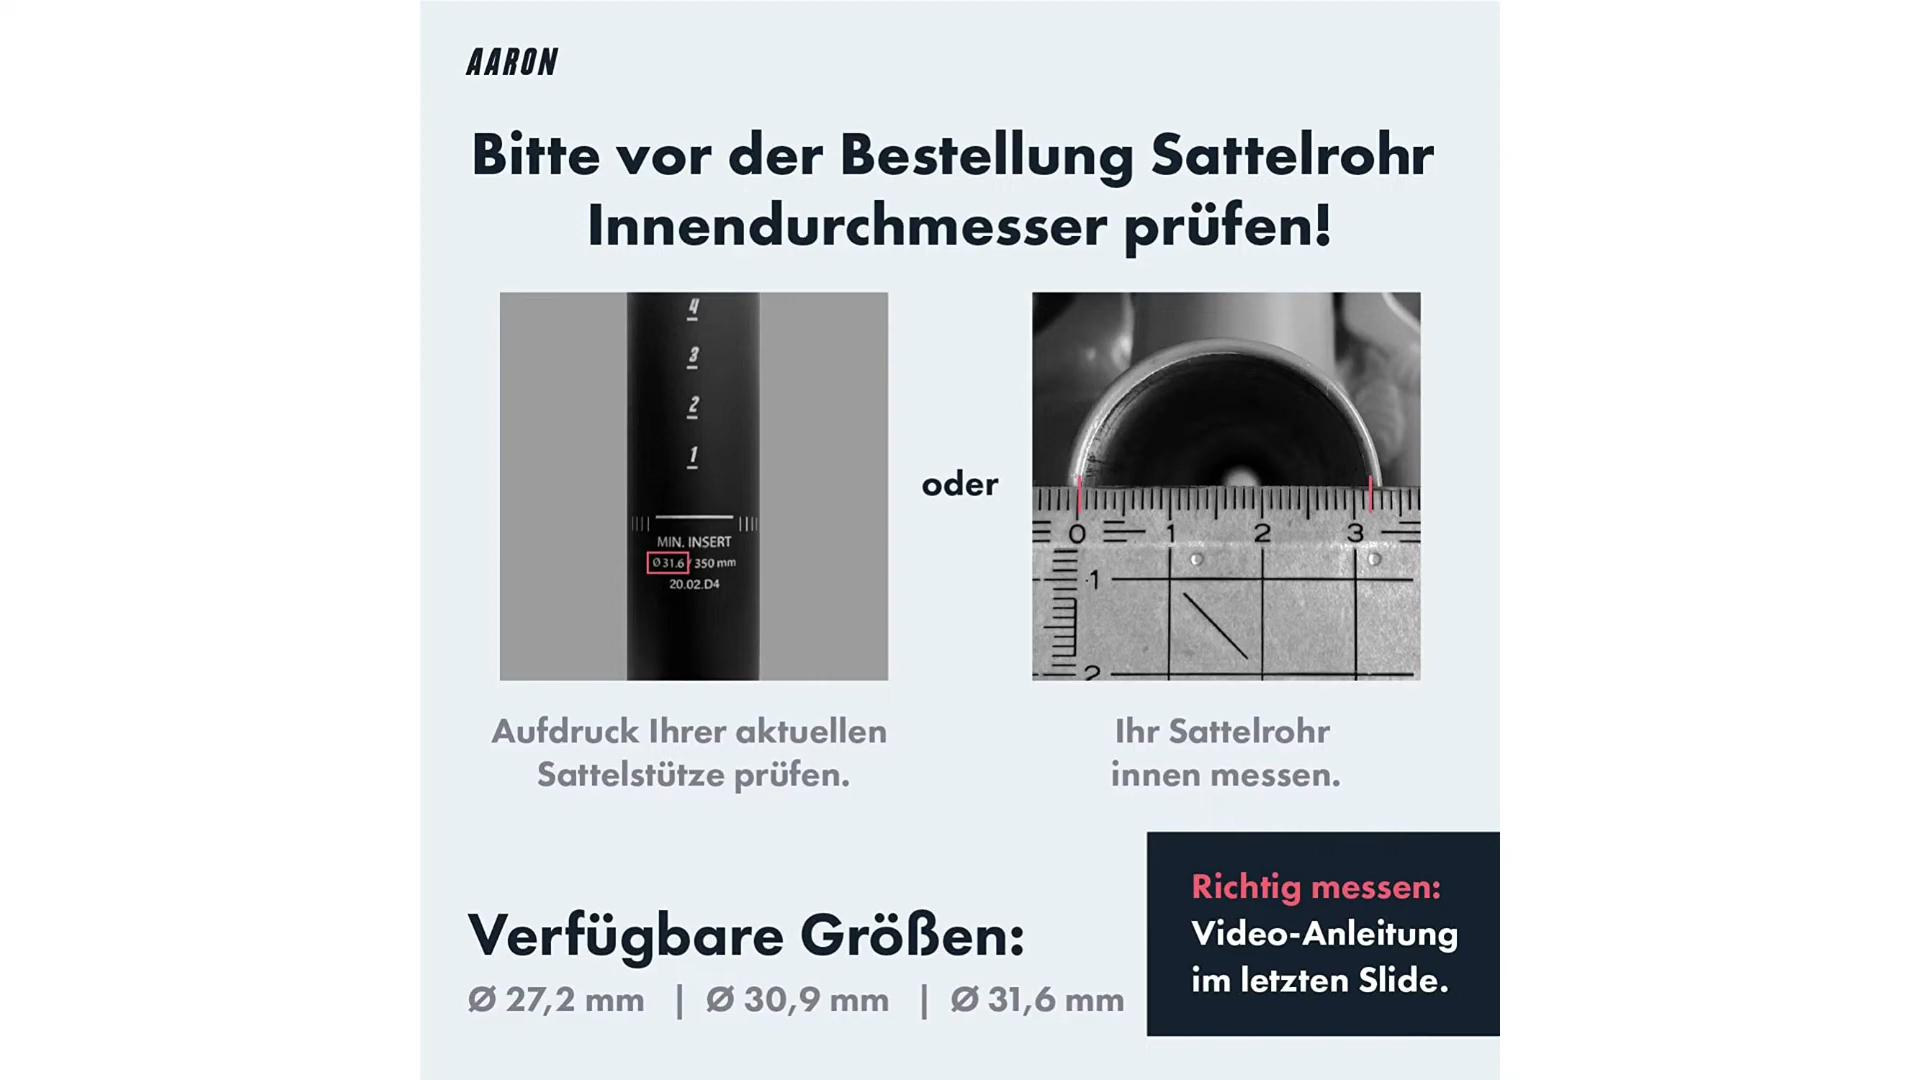 AARON
Bitte vor der Bestellung Sattelrohr
Innendurchmesser prüfen!
4
3
2
1
MIN. INSERT
Ø 31.6 / 350 mm
20.02.D4
oder
0 1 2 3
1
2
Aufdruck Ihrer aktuellen
Sattelstütze prüfen.
Ihr Sattelrohr
innen messen.
Verfügbare Größen:
Ø 27,2 mm | Ø 30,9 mm | Ø 31,6 mm
Richtig messen:
Video-Anleitung
im letzten Slide.